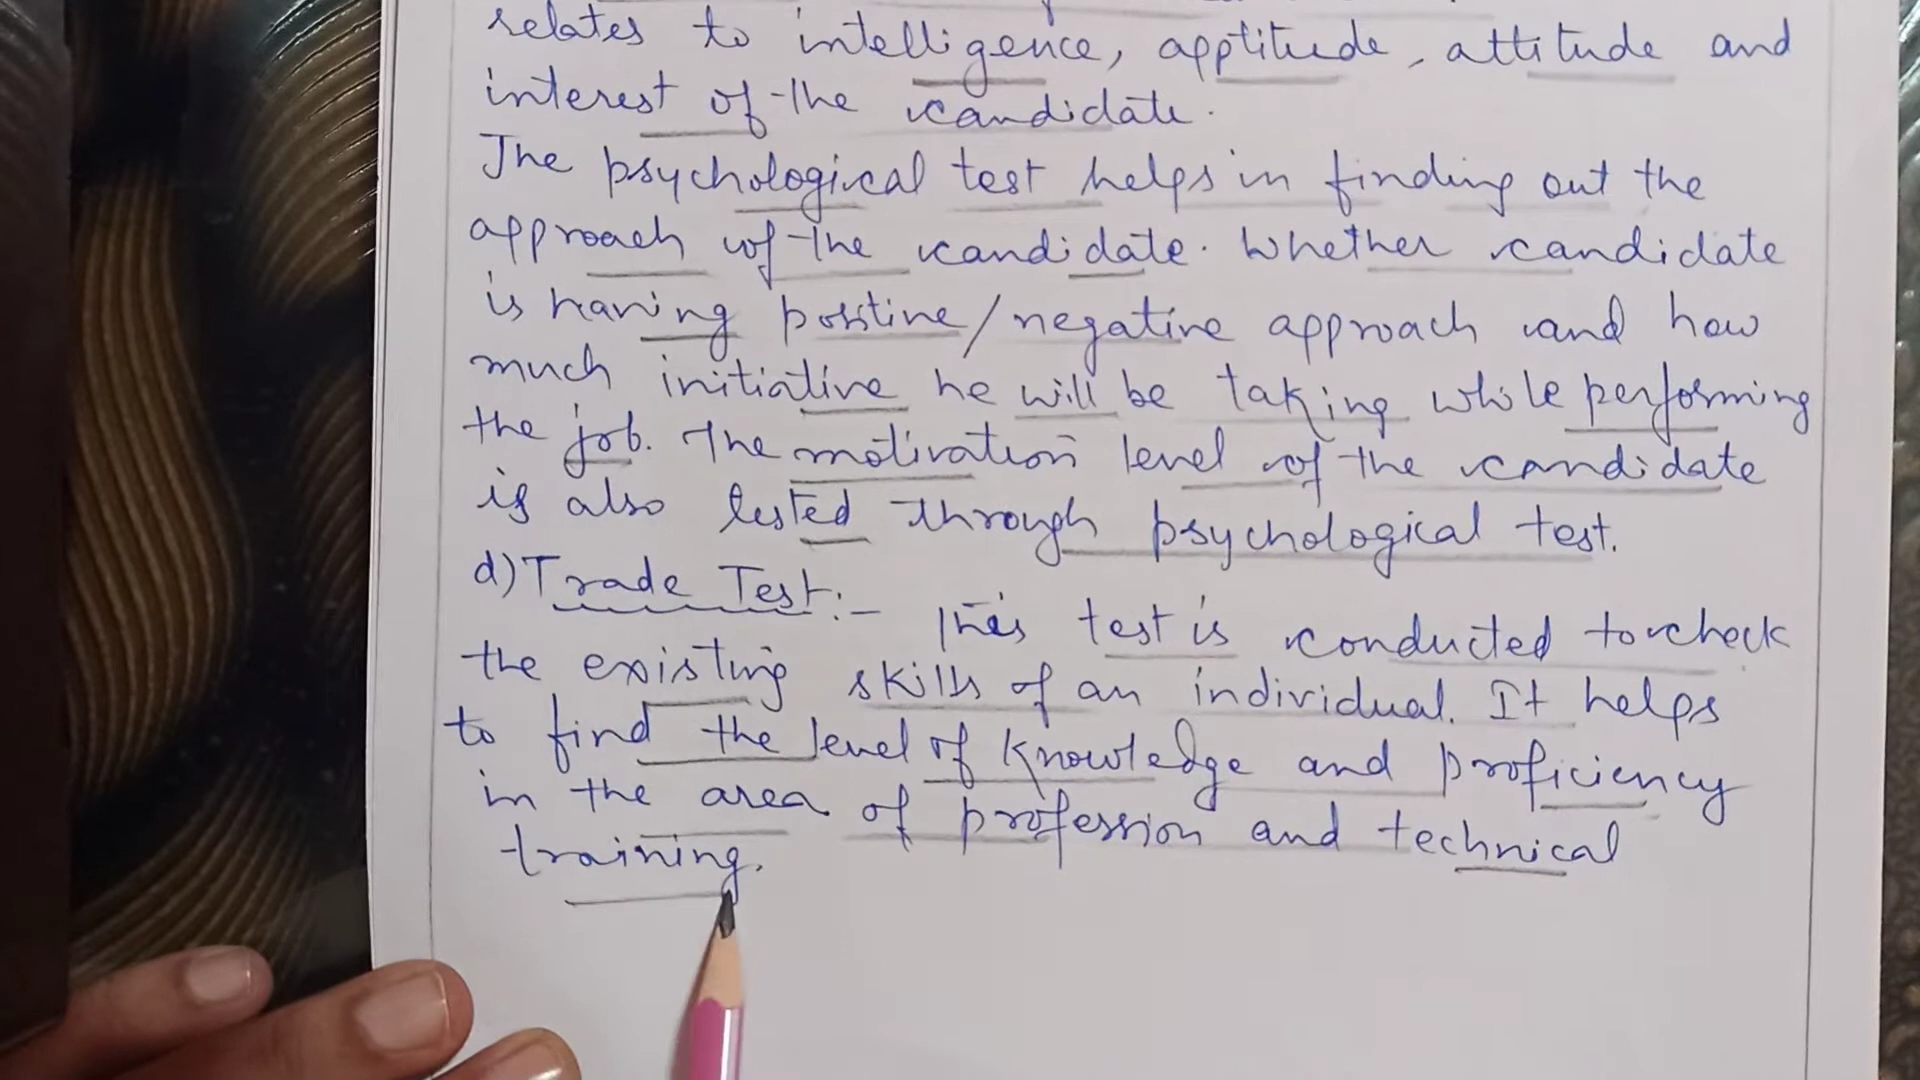 relates to intelligence, apptitude, attitude and
interest of the candidate.
The psychological test helps in finding out the
approach of the candidate. Whether candidate
is having positive/negative approach and how
much initiative he will be taking while performing
the job. The motivation level of the candidate
is also tested through psychological test.
d) Trade Test:- This test is conducted to check
the existing skills of an individual. It helps
to find the level of knowledge and proficiency
in the area of profession and technical
training.